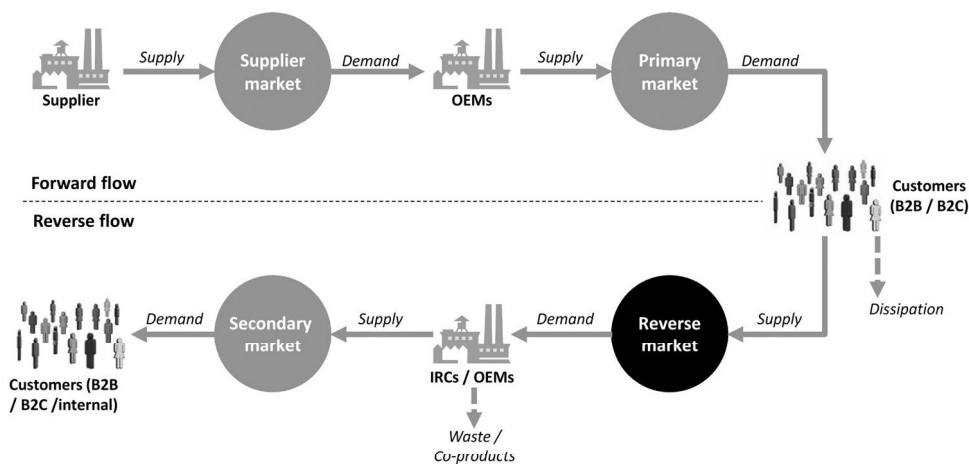 Supply
Supplier
market
Demand
Supply
Primary
market
Demand
Supplier
OEMs
Forward flow
Reverse flow
Customers
(B2B / B2C)
Dissipation
Demand
Secondary
market
Supply
Demand
Reverse
market
Supply
IRCs / OEMs
Customers (B2B
/ B2C /internal)
Waste /
Co-products